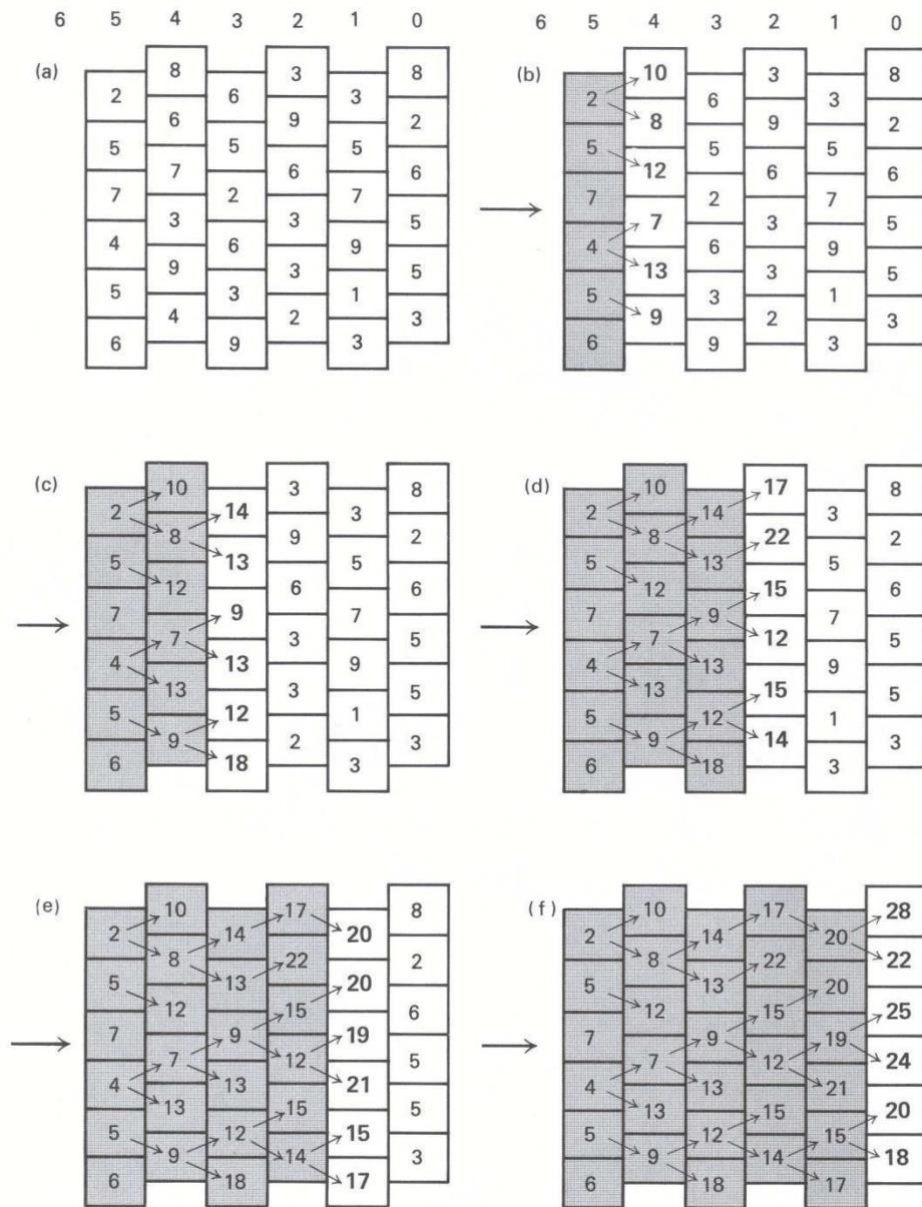 6 5 4 3 2 1 0
(a)
8 3 8
2 6 3
6 9 2
5 5 5
7 6 6
7 2 7
3 3 5
4 6 9
9 3 5
5 3 1
4 2 3
6 9 3
6 5 4 3 2 1 0
(b)
10 3 8
2 6 3
8 9 2
5 5 5
12 6 6
7 2 7
7 3 5
4 6 9
13 3 5
5 3 1
9 2 3
6 9 3
(c)
10 3 8
2 14 3
8 9 2
5 13 5
12 6 6
7 9 7
7 3 5
4 13 9
13 3 5
5 12 1
9 2 3
6 18 3
(d)
10 17 8
2 14 3
8 22 2
5 13 5
12 15 6
7 9 7
7 12 5
4 13 9
13 15 5
5 12 1
9 14 3
6 18 3
(e)
10 17 8
2 14 20
8 22 2
5 13 20
12 15 6
7 9 19
7 12 5
4 13 21
13 15 5
5 12 15
9 14 3
6 18 17
(f)
10 17 28
2 14 20
8 22 22
5 13 20
12 15 25
7 9 19
7 12 24
4 13 21
13 15 20
5 12 15
9 14 18
6 18 17